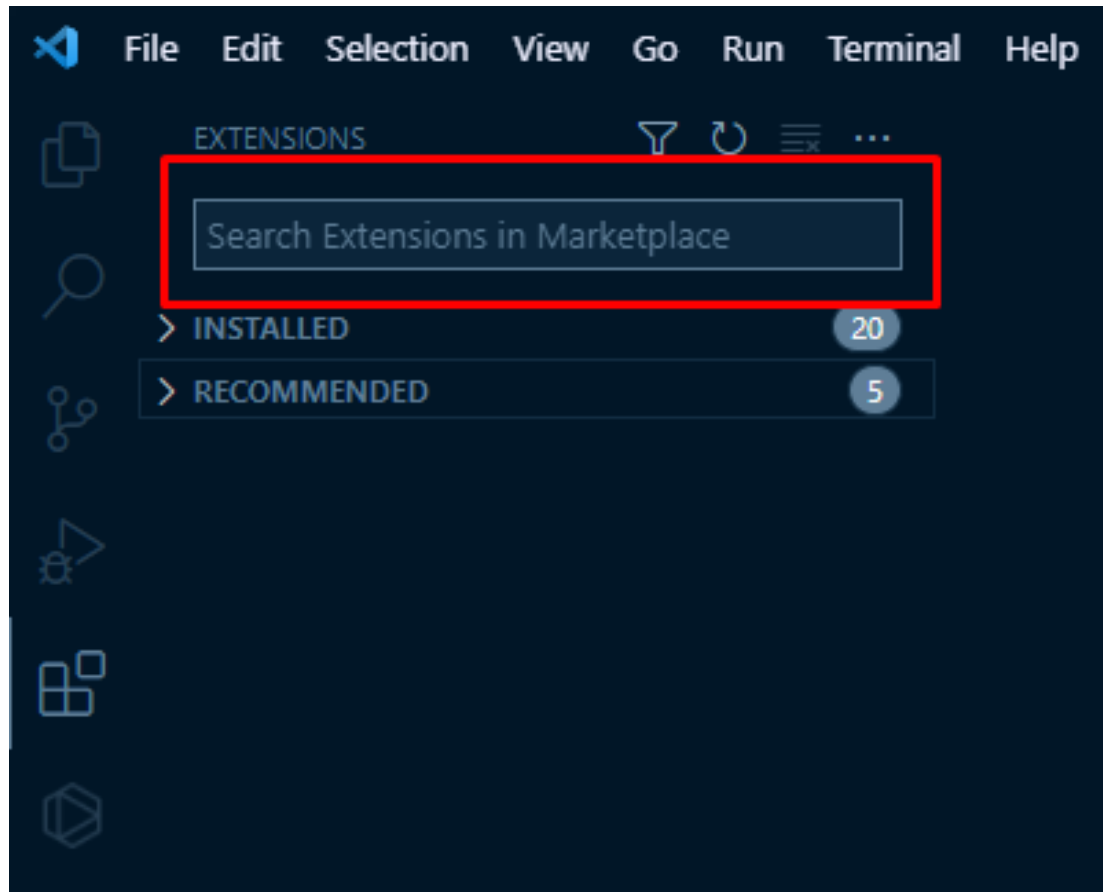 File Edit Selection View Go Run Terminal Help
EXTENSIONS
Search Extensions in Marketplace
INSTALLED 20
RECOMMENDED 5